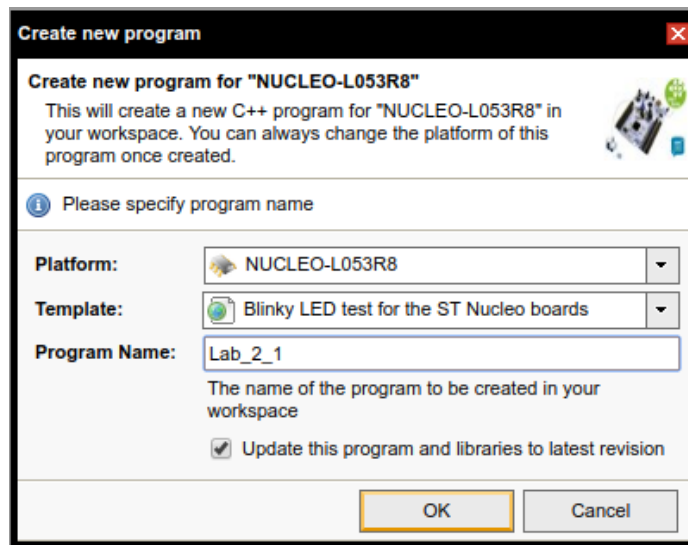 Create new program
Create new program for "NUCLEO-L053R8"
This will create a new C++ program for "NUCLEO-L053R8" in
your workspace. You can always change the platform of this
program once created.
Please specify program name
Platform: NUCLEO-L053R8
Template: Blinky LED test for the ST Nucleo boards
Program Name: Lab_2_1
The name of the program to be created in your
workspace
Update this program and libraries to latest revision
OK Cancel